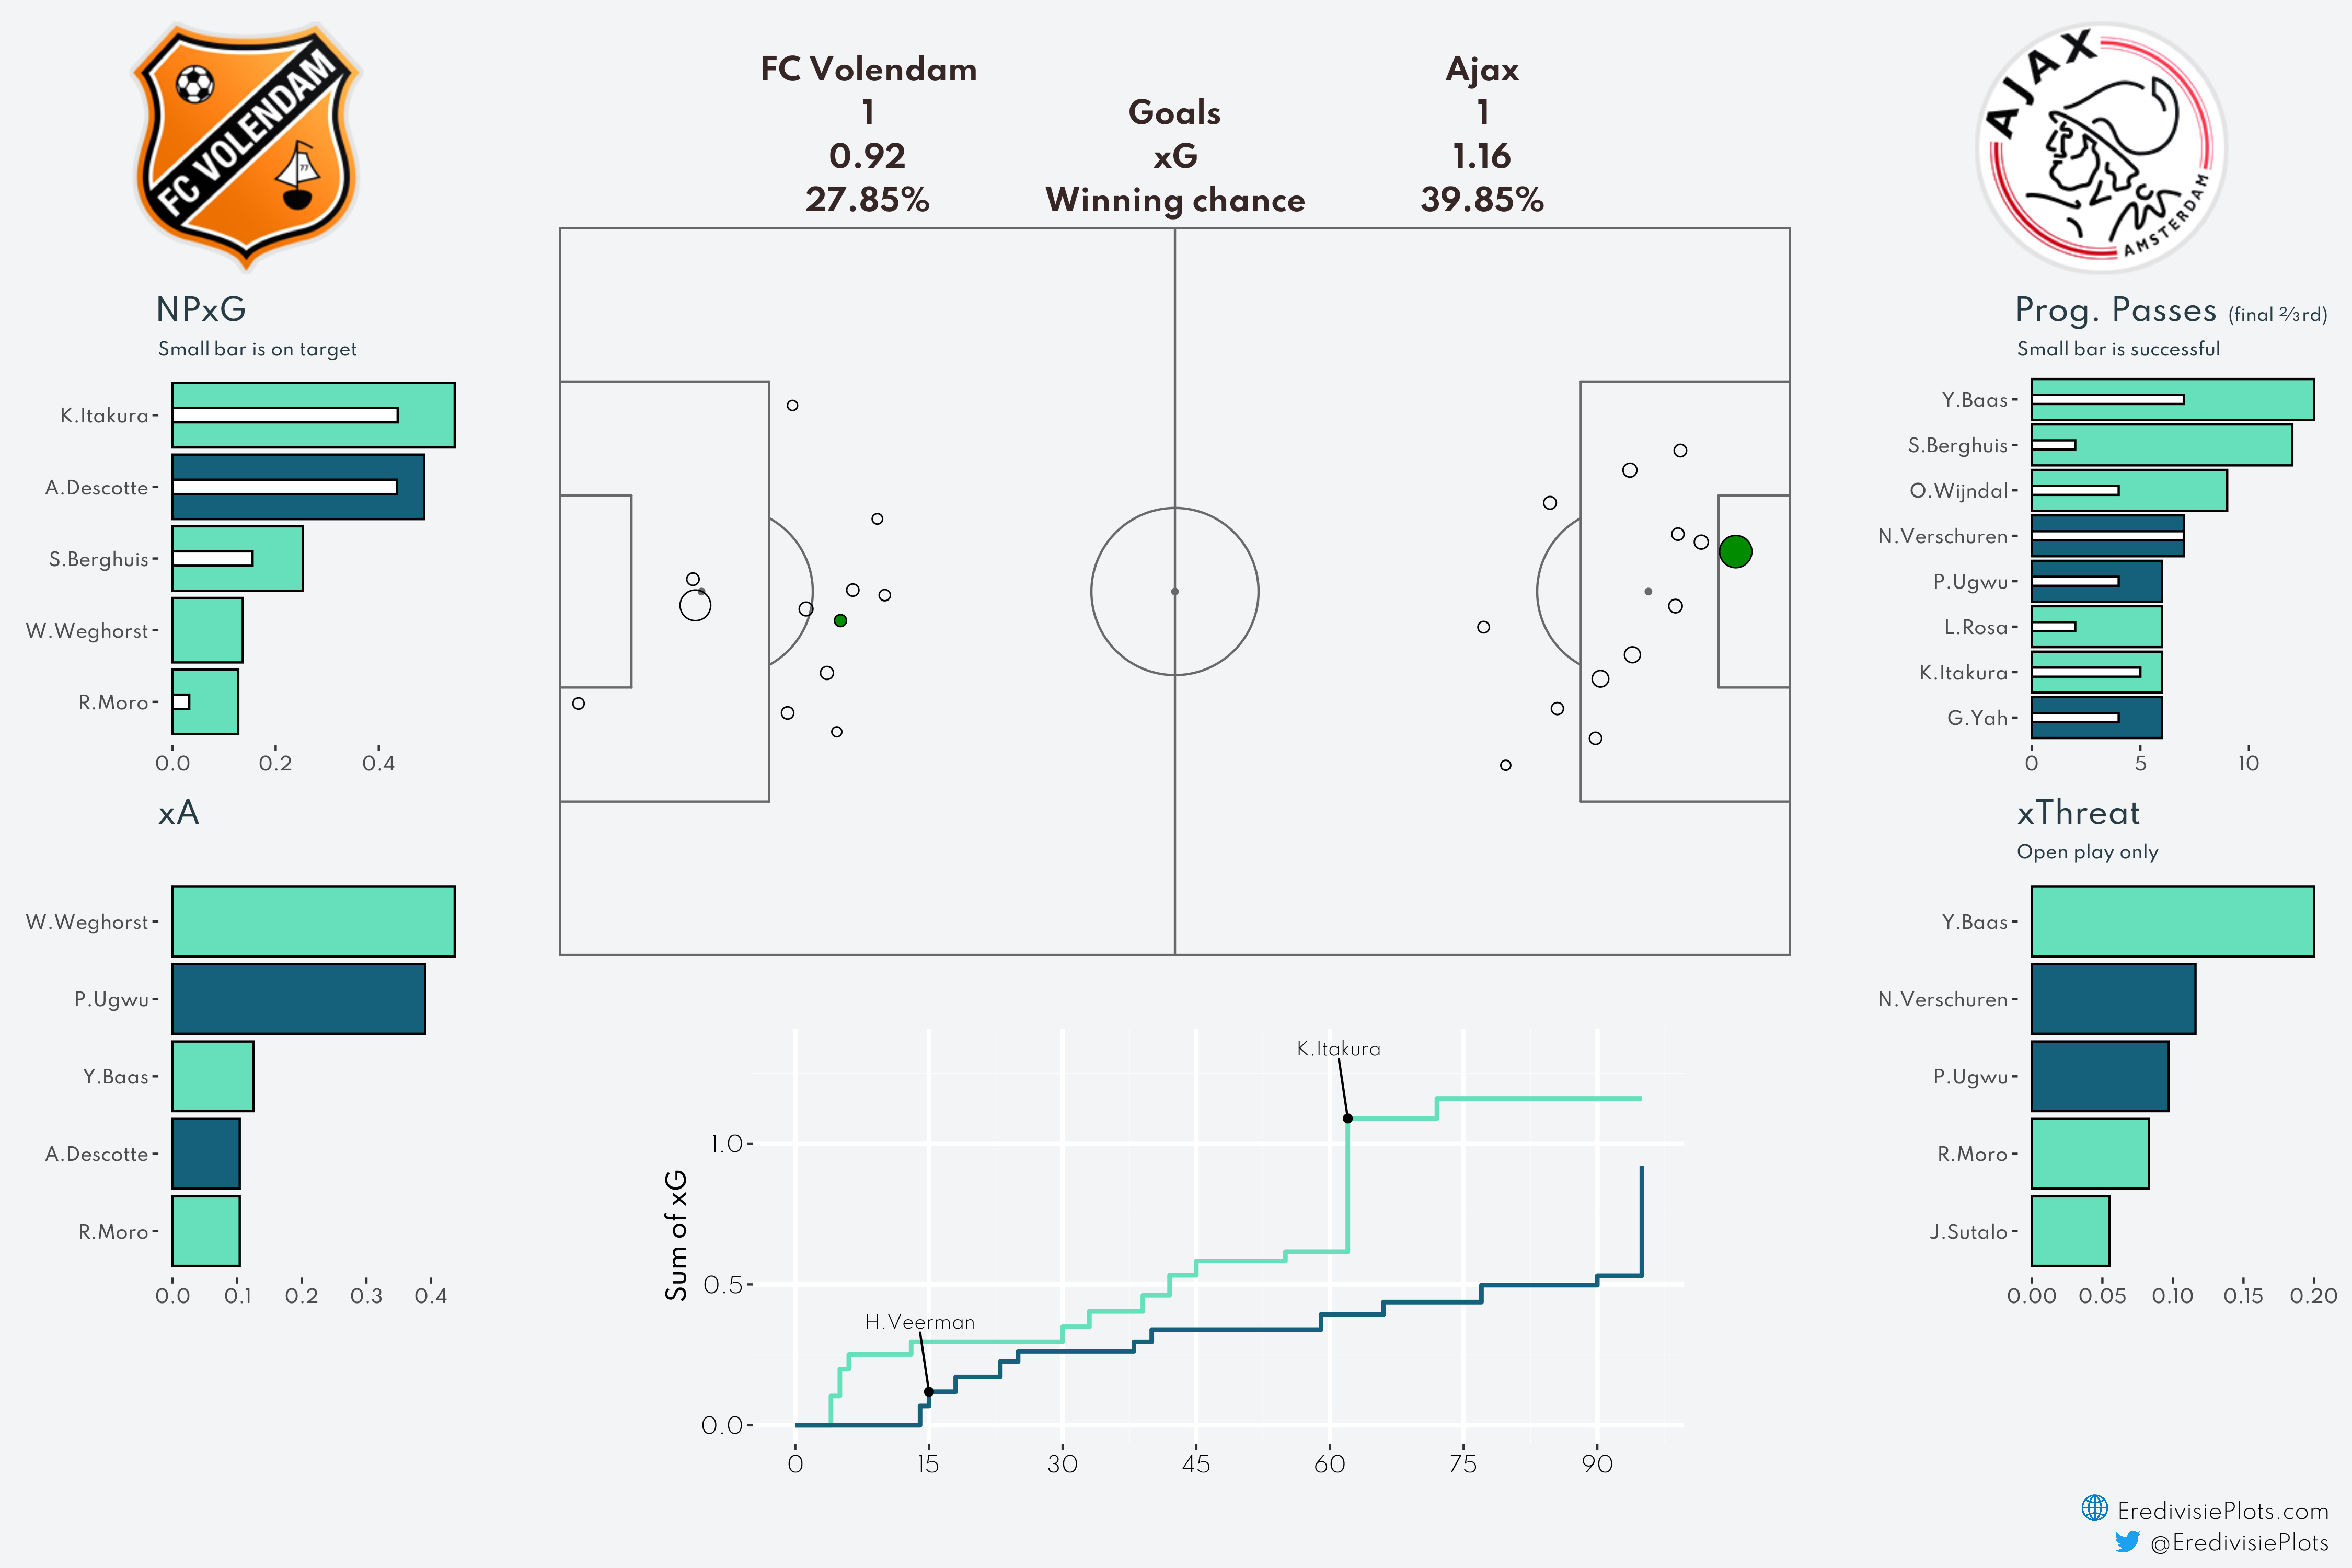 FC VOLENDAM
77
FC Volendam
Ajax
1
Goals
1
0.92
xG
1.16
27.85%
Winning chance
39.85%
AJAX
AMSTERDAM
NPxG
Small bar is on target
K.Itakura
A.Descotte
S.Berghuis
W.Weghorst
R.Moro
0.0 0.2 0.4
xA
W.Weghorst
P.Ugwu
Y.Baas
A.Descotte
R.Moro
0.0 0.1 0.2 0.3 0.4
K.Itakura
H.Veerman
Sum of xG
1.0
0.5
0.0
0 15 30 45 60 75 90
Prog. Passes (final ⅔rd)
Small bar is successful
Y.Baas
S.Berghuis
O.Wijndal
N.Verschuren
P.Ugwu
L.Rosa
K.Itakura
G.Yah
0 5 10
xThreat
Open play only
Y.Baas
N.Verschuren
P.Ugwu
R.Moro
J.Sutalo
0.00 0.05 0.10 0.15 0.20
EredivisiePlots.com
@EredivisiePlots